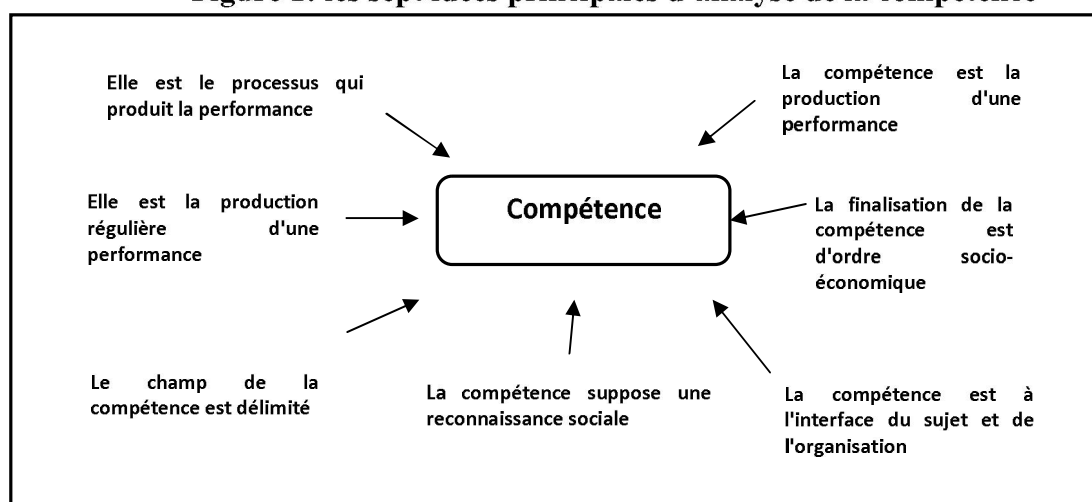 Elle est le processus qui
produit la performance
La compétence est la
production d'une
performance
Compétence
Elle est la production
régulière d'une
performance
La finalisation de la
compétence est
d'ordre socio-
économique
Le champ de la
compétence est délimité
La compétence suppose une
reconnaissance sociale
La compétence est à
l'interface du sujet et de
l'organisation